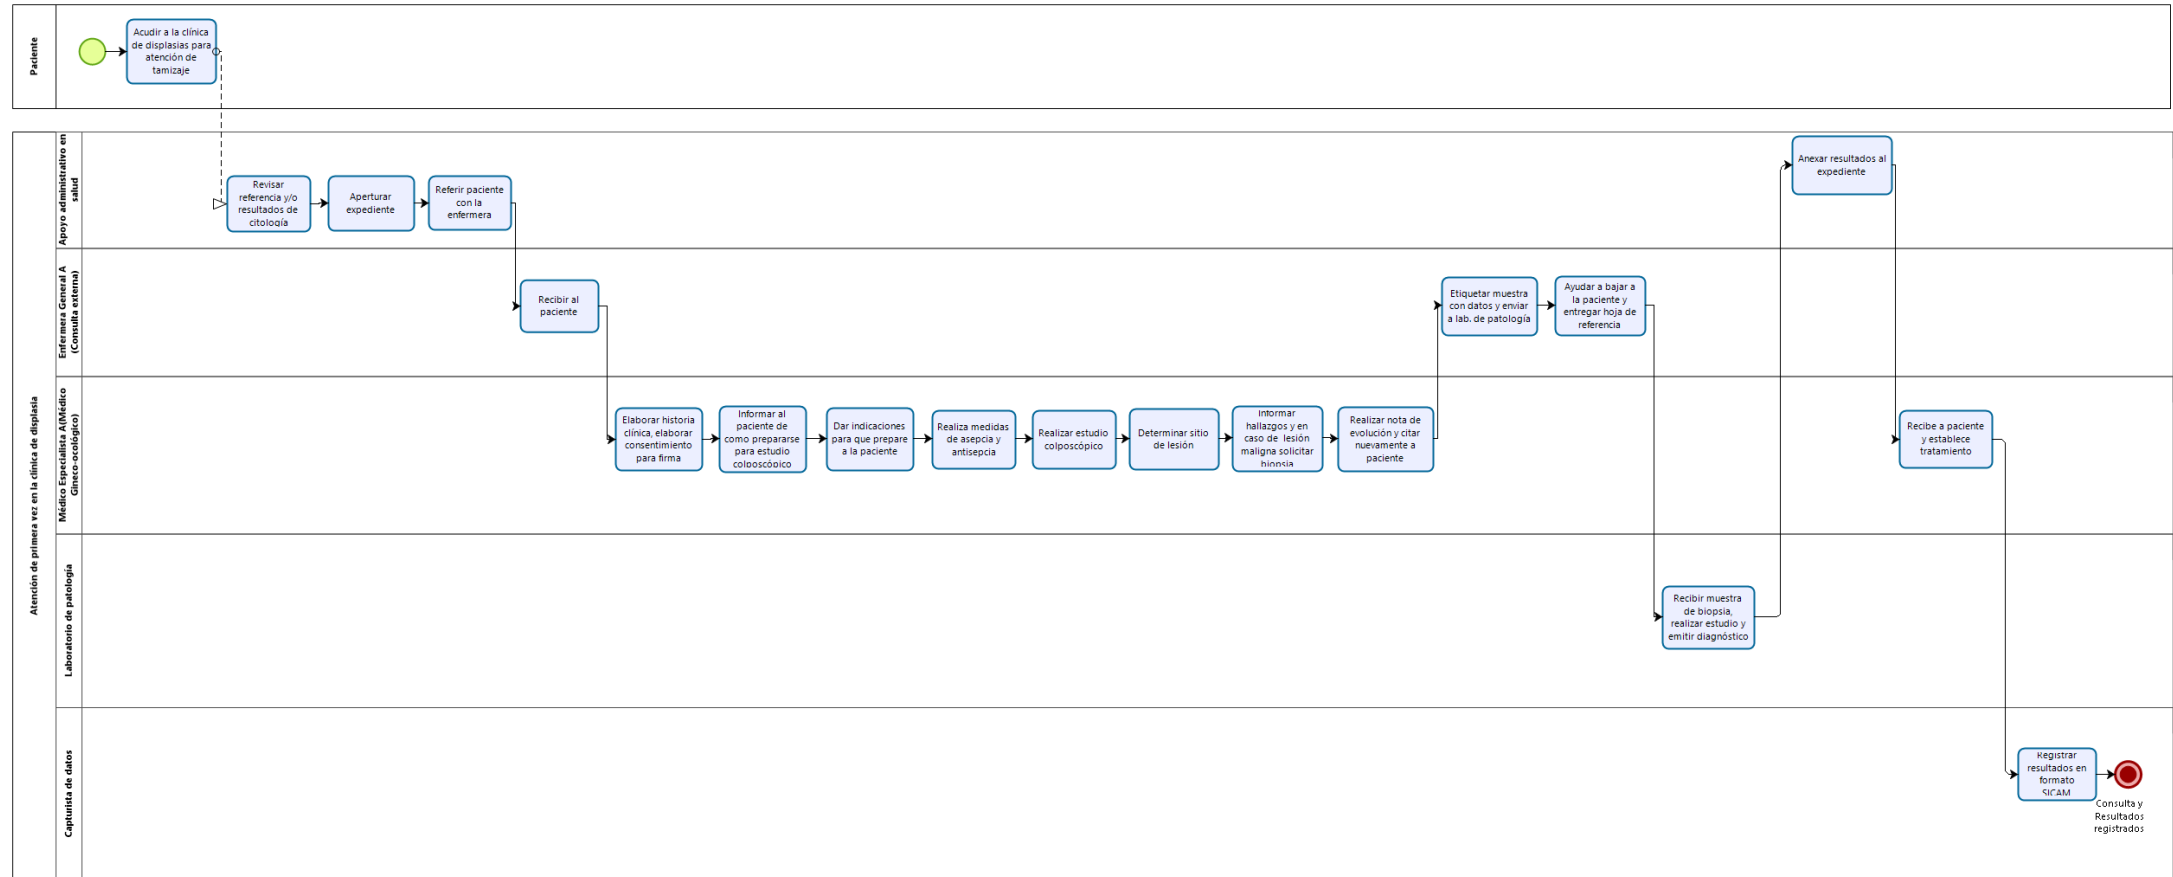 Paciente
Acudir a la clínica
de displasias para
atención de
tamizaje
Atención de primera vez en la clínica de displasia
Apoyo administrativo en
salud
Revisar
referencia y/o
resultados de
citología
Aperturar
expediente
Referir paciente
con la
enfermera
Anexar resultados al
expediente
Enfermera General A
(Consulta externa)
Recibir al
paciente
Etiquetar muestra
con datos y enviar
a lab. de patología
Ayudar a bajar a
la paciente y
entregar hoja de
referencia
Médico Especialista A(Médico
Gineco-ocológico)
Elaborar historia
clínica, elaborar
consentimiento
para firma
Informar al
paciente de
como prepararse
para estudio
colposcópico
Dar indicaciones
para que prepare
a la paciente
Realiza medidas
de asepcia y
antisepcia
Realizar estudio
colposcópico
Determinar sitio
de lesión
Informar
hallazgos y en
caso de lesión
maligna solicitar
biopsia
Realizar nota de
evolución y citar
nuevamente a
paciente
Recibe a paciente
y establece
tratamiento
Laboratorio de patología
Recibir muestra
de biopsia,
realizar estudio y
emitir diagnóstico
Capturista de datos
Registrar
resultados en
formato
SICAM
Consulta y
Resultados
registrados